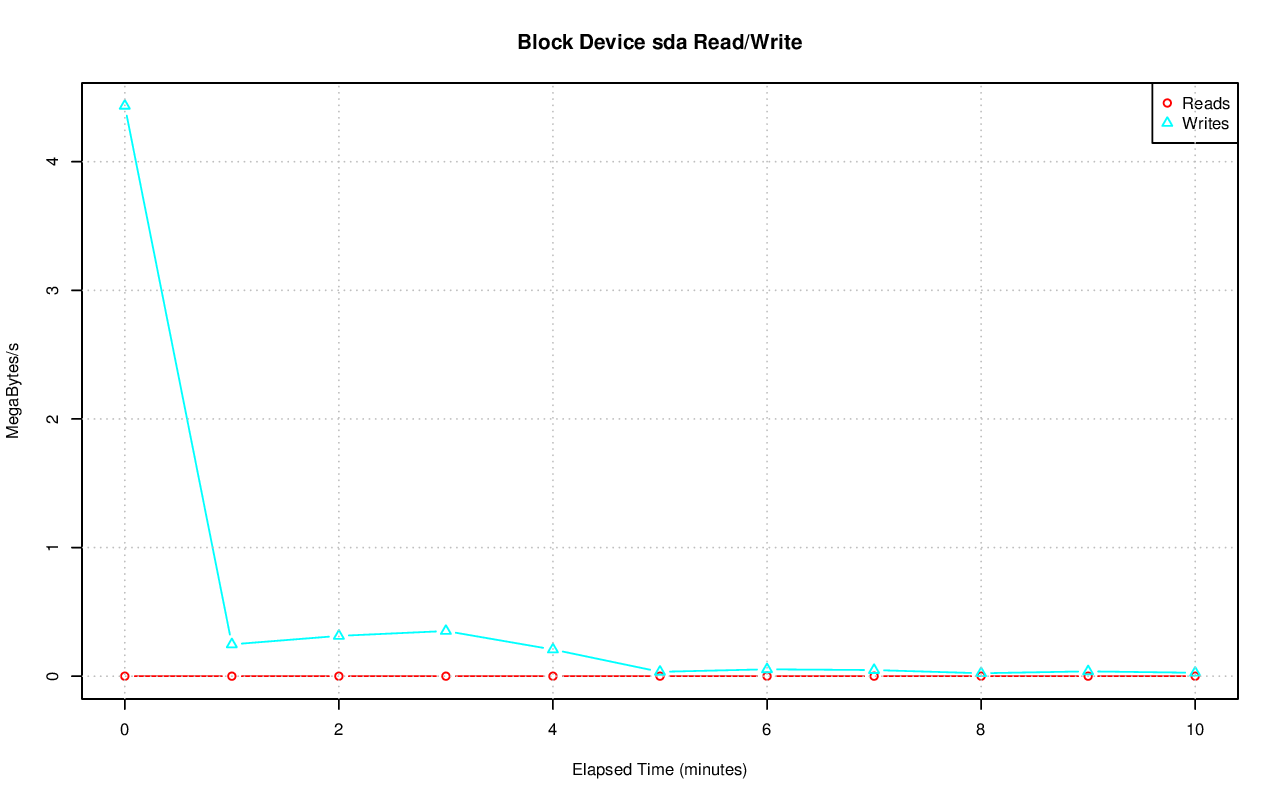 Block Device sda Read/Write
Reads
Writes
MegaBytes/s
4
3
2
1
0
0 2 4 6 8 10
Elapsed Time (minutes)